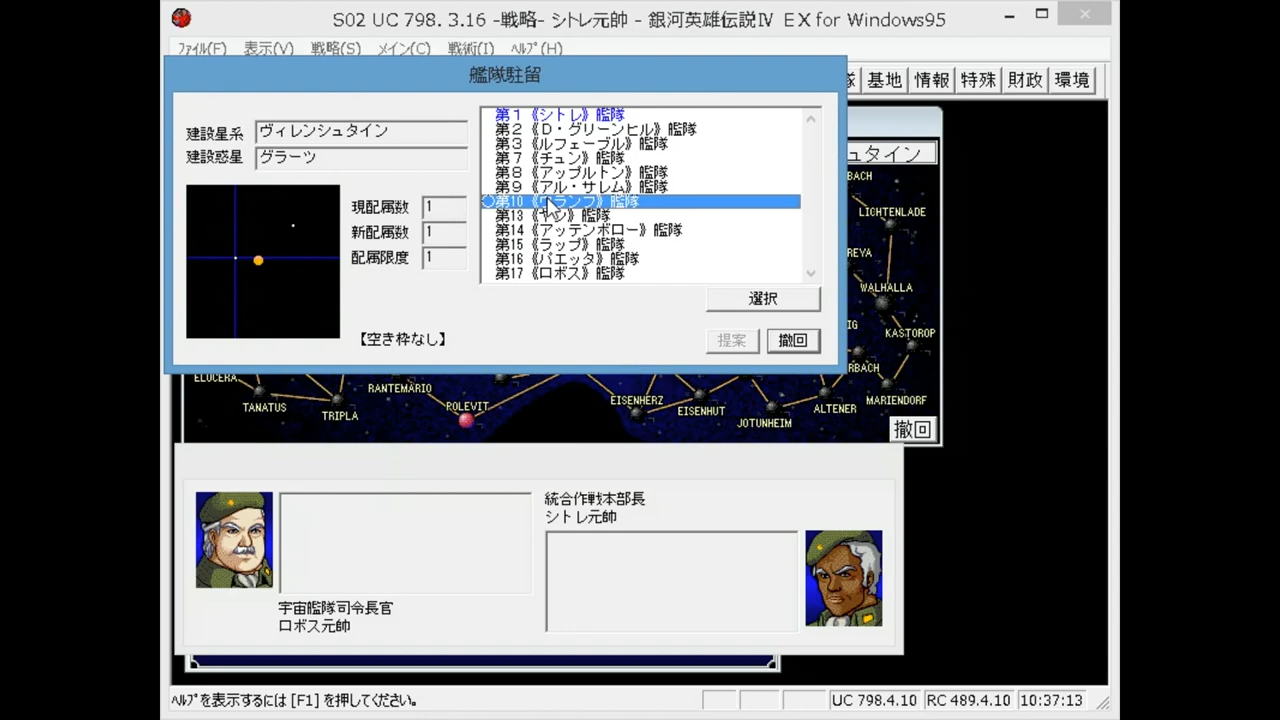 S02 UC 798. 3.16 -戦略- シトレ元帥 - 銀河英雄伝説Ⅳ EX for Windows95
ﾌｧｲﾙ(F) 表示(V) 戦略(S) メイン(C) 戦術(I) ﾍﾙﾌﾟ(H)
基地 情報 特殊 財政 環境
艦隊駐留
建設星系 ヴィレンシュタイン
建設惑星 グラーツ
現配属数 1
新配属数 1
配属限度 1
【空き枠なし】
第1《シトレ》艦隊
第2《D・グリーンヒル》艦隊
第3《ルフェーブル》艦隊
第7《チュン》艦隊
第8《アップルトン》艦隊
第9《アル・サレム》艦隊
第10《ウランフ》艦隊
第13《ヤン》艦隊
第14《アッテンボロー》艦隊
第15《ラップ》艦隊
第16《パエッタ》艦隊
第17《ロボス》艦隊
選択
提案 撤回
ュタイン
BACH
LICHTENLADE
REYA
WALHALLA
IG
KASTOROP
RBACH
MARIENDORF
ELUCERA
TANATUS
TRIPLA
RANTEMARIO
ROLEVIT
EISENHERZ
EISENHUT
JOTUNHEIM
ALTENER
撤回
統合作戦本部長
シトレ元帥
宇宙艦隊司令長官
ロボス元帥
ﾍﾙﾌﾟを表示するには [F1] を押してください。
UC 798.4.10 RC 489.4.10 10:37:13